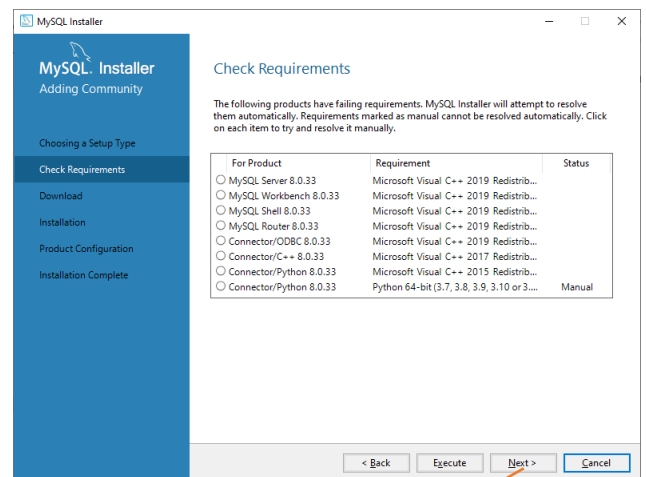 MySQL Installer
MySQL. Installer
Adding Community
Choosing a Setup Type
Check Requirements
Download
Installation
Product Configuration
Installation Complete
Check Requirements
The following products have failing requirements. MySQL Installer will attempt to resolve
them automatically. Requirements marked as manual cannot be resolved automatically. Click
on each item to try and resolve it manually.
For Product Requirement Status
MySQL Server 8.0.33 Microsoft Visual C++ 2019 Redistrib...
MySQL Workbench 8.0.33 Microsoft Visual C++ 2019 Redistrib...
MySQL Shell 8.0.33 Microsoft Visual C++ 2019 Redistrib...
MySQL Router 8.0.33 Microsoft Visual C++ 2019 Redistrib...
Connector/ODBC 8.0.33 Microsoft Visual C++ 2019 Redistrib...
Connector/C++ 8.0.33 Microsoft Visual C++ 2017 Redistrib...
Connector/Python 8.0.33 Microsoft Visual C++ 2015 Redistrib...
Connector/Python 8.0.33 Python 64-bit (3.7, 3.8, 3.9, 3.10 or 3.... Manual
< Back Execute Next > Cancel